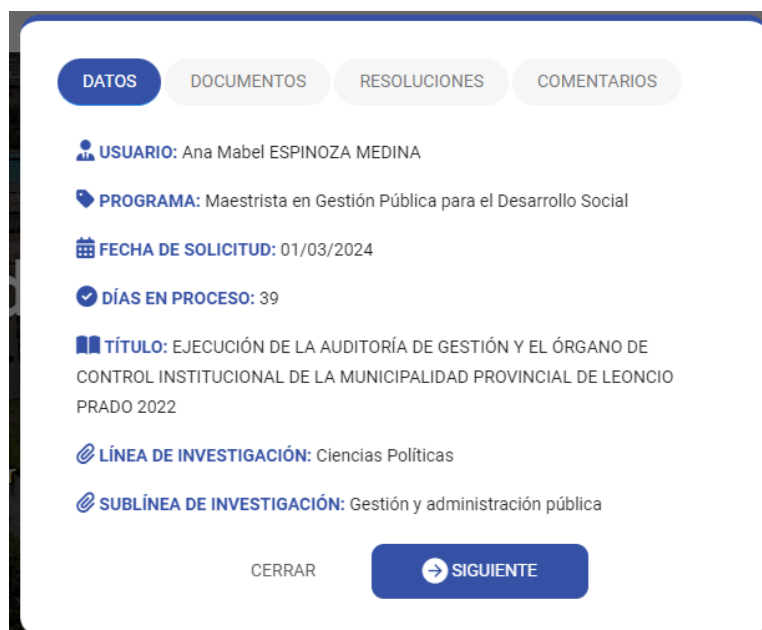 DATOS DOCUMENTOS RESOLUCIONES COMENTARIOS
USUARIO: Ana Mabel ESPINOZA MEDINA
PROGRAMA: Maestrista en Gestión Pública para el Desarrollo Social
FECHA DE SOLICITUD: 01/03/2024
DÍAS EN PROCESO: 39
TÍTULO: EJECUCIÓN DE LA AUDITORÍA DE GESTIÓN Y EL ÓRGANO DE
CONTROL INSTITUCIONAL DE LA MUNICIPALIDAD PROVINCIAL DE LEONCIO
PRADO 2022
LÍNEA DE INVESTIGACIÓN: Ciencias Políticas
SUBLÍNEA DE INVESTIGACIÓN: Gestión y administración pública
CERRAR SIGUIENTE